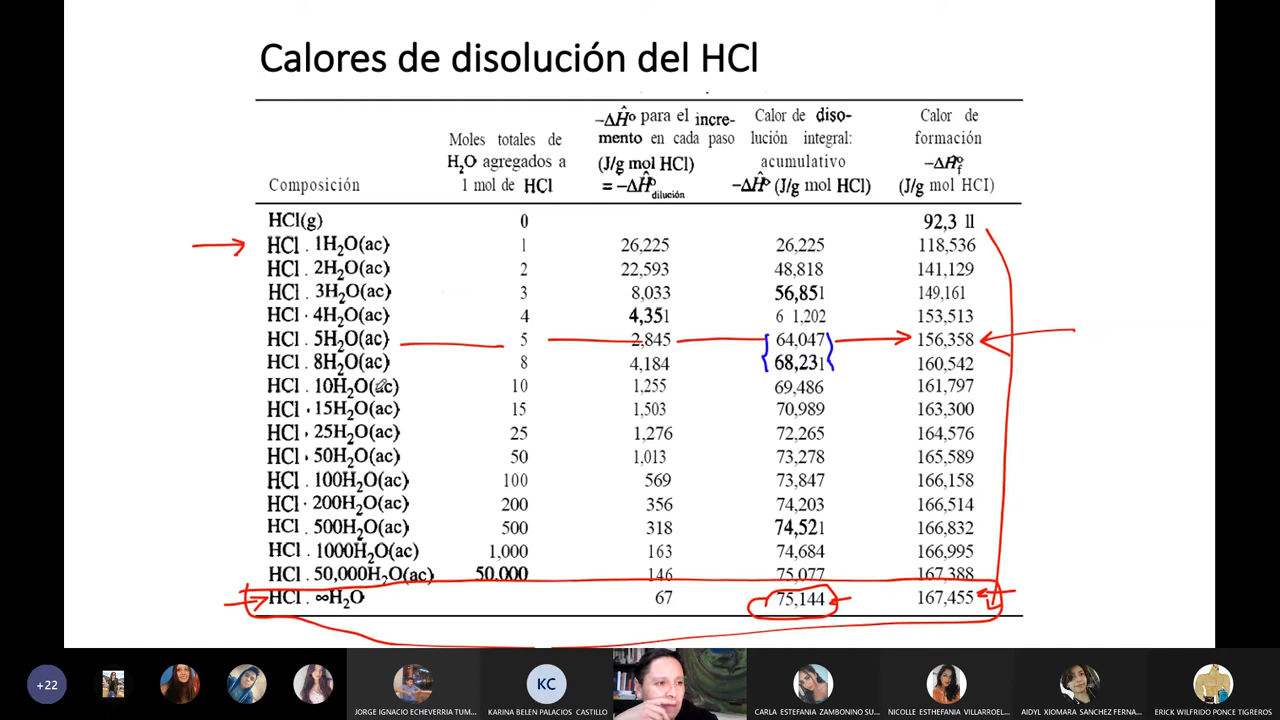 Calores de disolución del HCl
Composición
Moles totales de
H₂O agregados a
1 mol de HCl
-ΔĤ° para el incre-
mento en cada paso
(J/g mol HCl)
= -ΔĤ°dilución
Calor de diso-
lución integral:
acumulativo
-ΔĤ° (J/g mol HCl)
Calor de
formación
-ΔĤ°f
(J/g mol HCI)
HCl(g) 0 92,3 ll
HCl . 1H₂O(ac) 1 26,225 26,225 118,536
HCl . 2H₂O(ac) 2 22,593 48,818 141,129
HCl . 3H₂O(ac) 3 8,033 56,851 149,161
HCl · 4H₂O(ac) 4 4,351 6 1,202 153,513
HCl . 5H₂O(ac) 5 2,845 64,047 156,358
HCl . 8H₂O(ac) 8 4,184 68,231 160,542
HCl . 10H₂O(ac) 10 1,255 69,486 161,797
HCl · 15H₂O(ac) 15 1,503 70,989 163,300
HCl · 25H₂O(ac) 25 1,276 72,265 164,576
HCl · 50H₂O(ac) 50 1,013 73,278 165,589
HCl . 100H₂O(ac) 100 569 73,847 166,158
HCl · 200H₂O(ac) 200 356 74,203 166,514
HCl . 500H₂O(ac) 500 318 74,521 166,832
HCl . 1000H₂O(ac) 1,000 163 74,684 166,995
HCl . 50,000H₂O(ac) 50,000 146 75,077 167,388
HCl . ∞H₂O 67 75,144 167,455
+22
KC
JORGE IGNACIO ECHEVERRIA TUM...
KARINA BELEN PALACIOS CASTILLO
CARLA ESTEFANIA ZAMBONINO SU...
NICOLLE ESTHEFANIA VILLARROEL...
AIDYL XIOMARA SANCHEZ FERNA...
ERICK WILFRIDO PONCE TIGREROS